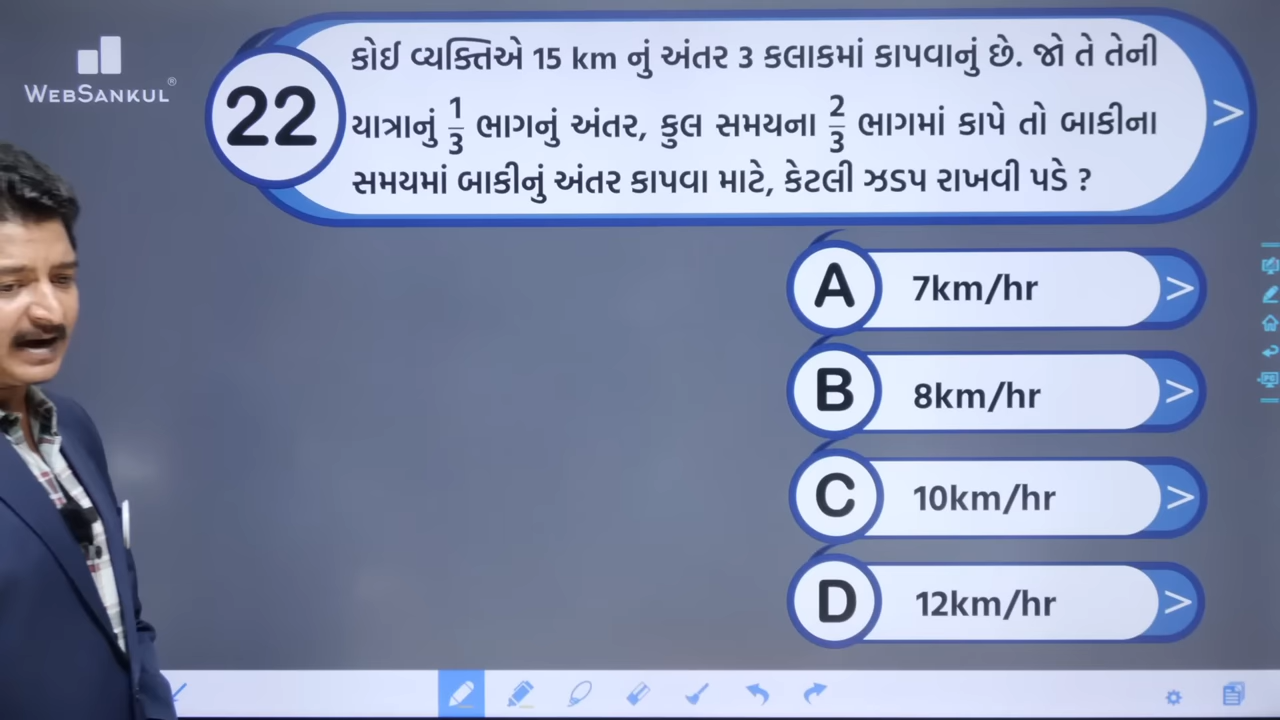 WEBSANKUL®
22
કોઈ વ્યક્તિએ 15 km નું અંતર 3 કલાકમાં કાપવાનું છે. જો તે તેની
યાત્રાનું 1/3 ભાગનું અંતર, કુલ સમયના 2/3 ભાગમાં કાપે તો બાકીના
સમયમાં બાકીનું અંતર કાપવા માટે, કેટલી ઝડપ રાખવી પડે ?
A 7km/hr
B 8km/hr
C 10km/hr
D 12km/hr